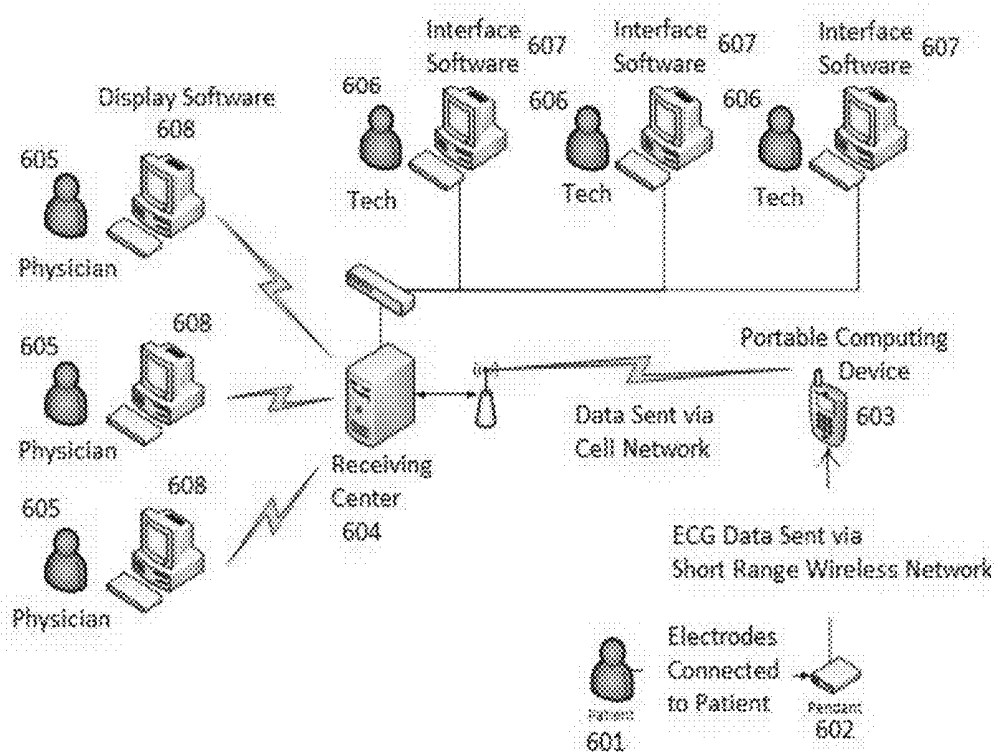 Interface
Software
607
Interface
Software
607
Interface
Software
607
606
606
606
Tech
Tech
Tech
Display Software
608
605
Physician
608
605
Physician
608
605
Physician
Receiving
Center
604
Portable Computing
Device
603
Data Sent via
Cell Network
ECG Data Sent via
Short Range Wireless Network
Electrodes
Connected
to Patient
Patient
601
Pendant
602